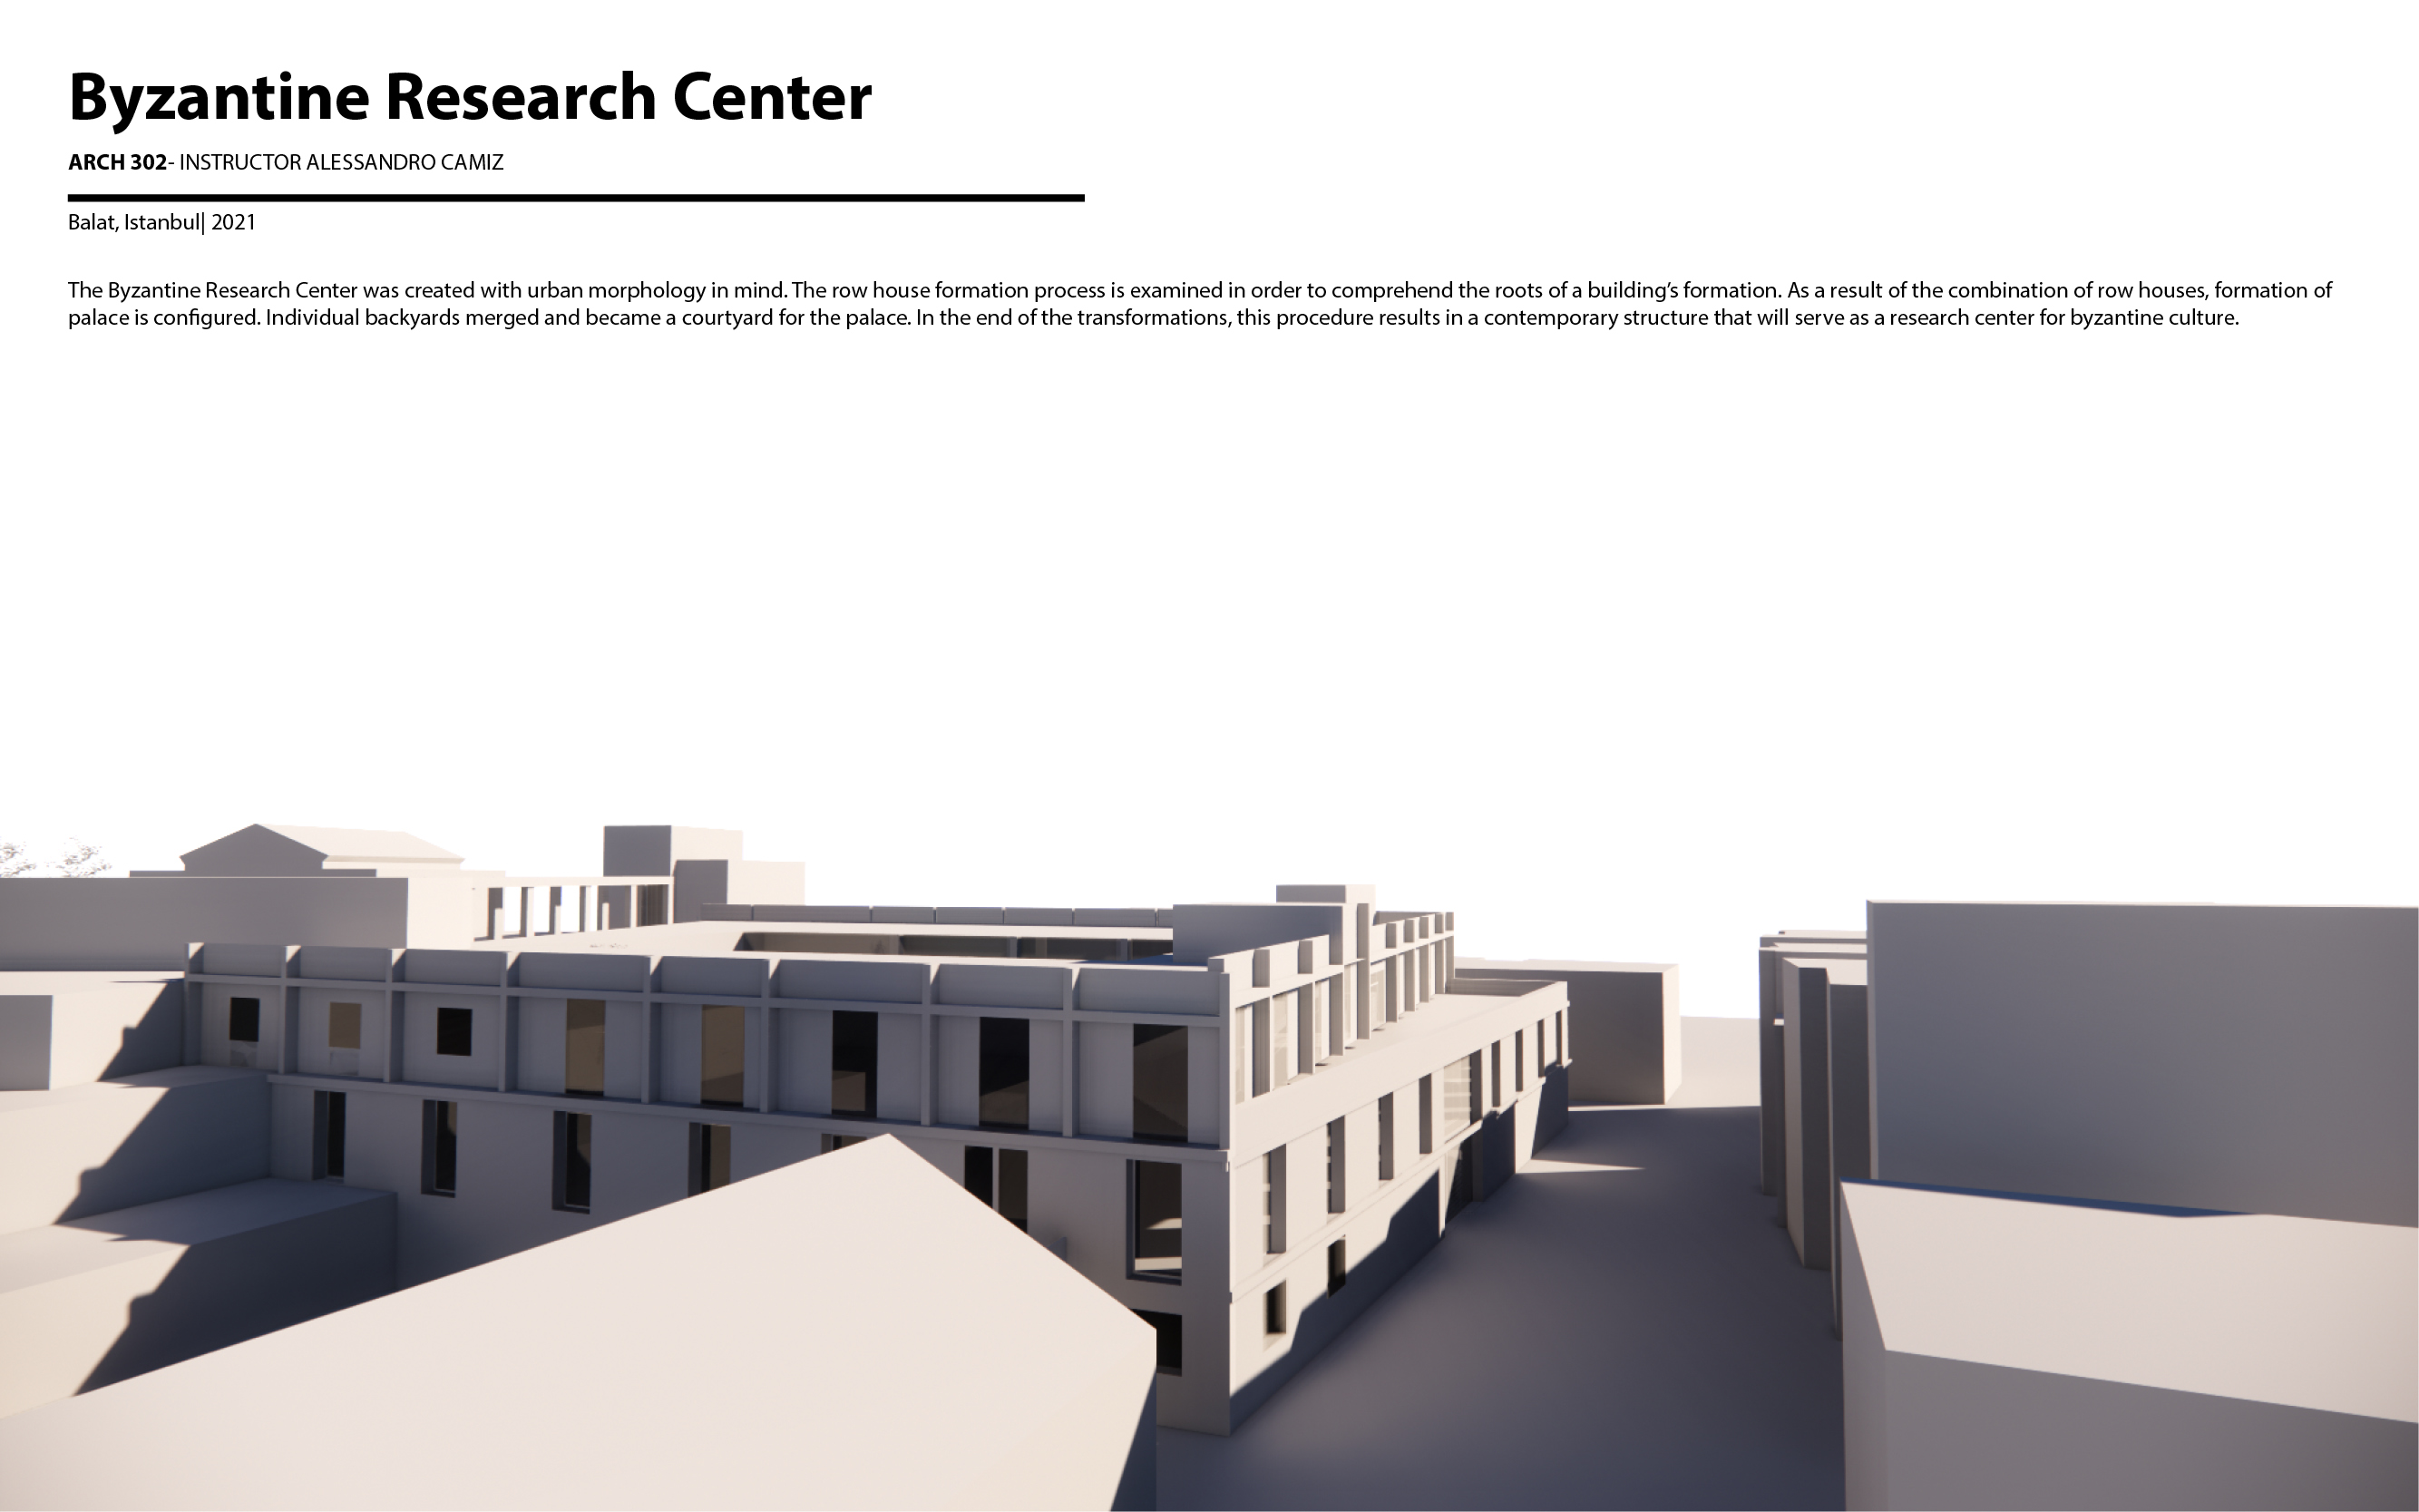 Byzantine Research Center
ARCH 302- INSTRUCTOR ALESSANDRO CAMIZ
Balat, Istanbul| 2021
The Byzantine Research Center was created with urban morphology in mind. The row house formation process is examined in order to comprehend the roots of a building’s formation. As a result of the combination of row houses, formation of
palace is configured. Individual backyards merged and became a courtyard for the palace. In the end of the transformations, this procedure results in a contemporary structure that will serve as a research center for byzantine culture.